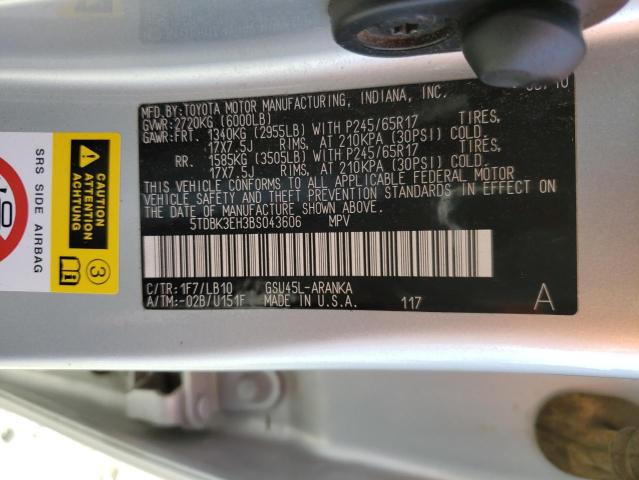 MFD.BY:TOYOTA MOTOR MANUFACTURING, INDIANA, INC.
GVWR:2720KG (6000LB)
GAWR:FRT. 1340KG (2955LB) WITH P245/65R17 TIRES,
17X7.5J RIMS, AT 210KPA (30PSI) COLD.
RR. 1585KG (3505LB) WITH P245/65R17 TIRES,
17X7.5J RIMS, AT 210KPA (30PSI) COLD.
THIS VEHICLE CONFORMS TO ALL APPLICABLE FEDERAL MOTOR
VEHICLE SAFETY AND THEFT PREVENTION STANDARDS IN EFFECT ON
THE DATE OF MANUFACTURE SHOWN ABOVE.
5TDBK3EH3BS043606 MPV
C/TR:1F7/LB10 GSU45L-ARANKA
A/TM:-02B/U151F MADE IN U.S.A. 117 A
SRS SIDE AIRBAG
CAUTION
ATTENTION
ACHTUNG
3